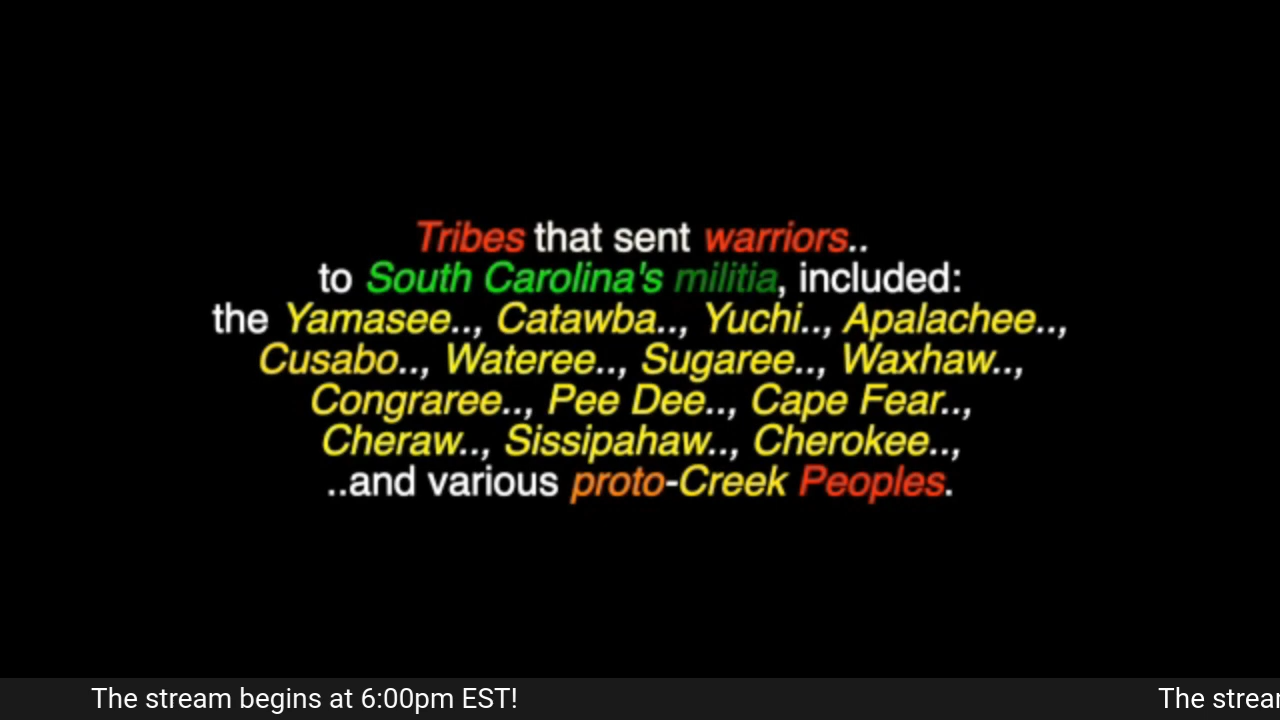 Tribes that sent warriors..
to South Carolina's militia, included:
the Yamasee.., Catawba.., Yuchi.., Apalachee..,
Cusabo.., Wateree.., Sugaree.., Waxhaw..,
Congraree.., Pee Dee.., Cape Fear..,
Cheraw.., Sissipahaw.., Cherokee..,
..and various proto-Creek Peoples.
The stream begins at 6:00pm EST! The